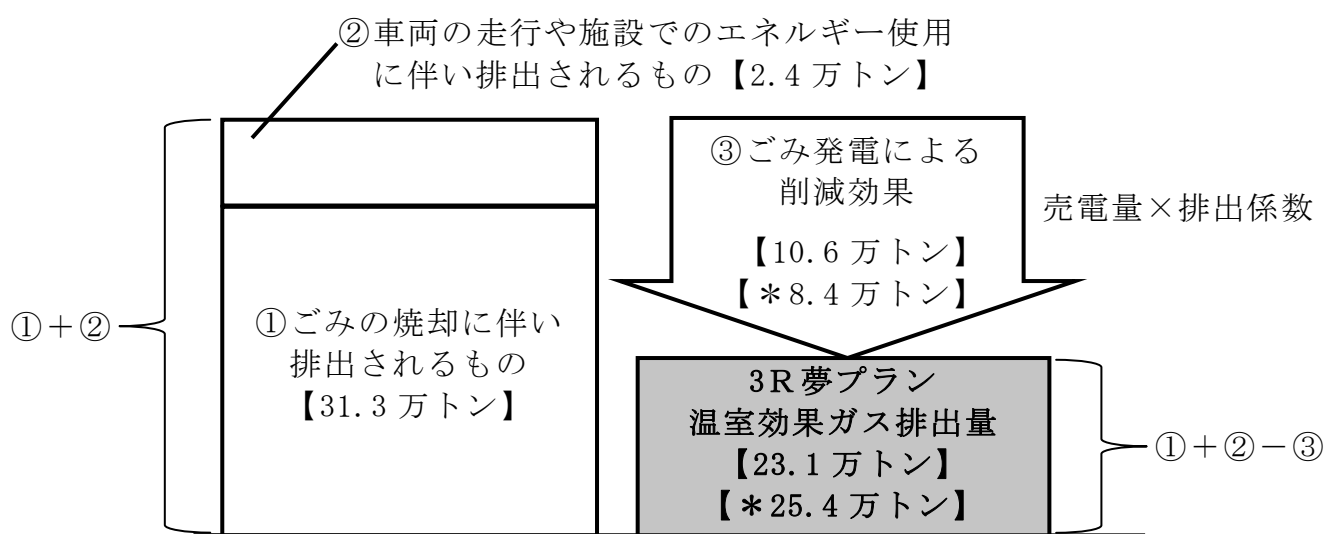 ②車両の走行や施設でのエネルギー使用
に伴い排出されるもの【2.4 万トン】
③ごみ発電による
削減効果
【10.6 万トン】
【＊8.4 万トン】
売電量×排出係数
①＋②
①ごみの焼却に伴い
排出されるもの
【31.3 万トン】
3Ｒ夢プラン
温室効果ガス排出量
【23.1 万トン】
【＊25.4 万トン】
①＋②－③